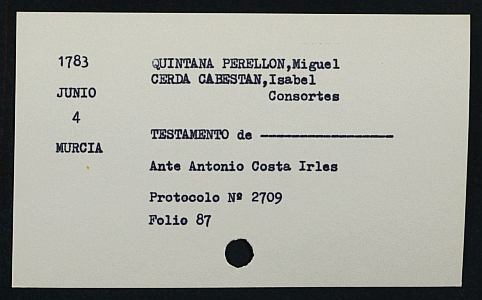 1783
JUNIO
4
MURCIA
QUINTANA PERELLON,Miguel
CERDA CABESTAN,Isabel
Consortes
TESTAMENTO de ———————————
Ante Antonio Costa Irles
Protocolo Nº 2709
Folio 87